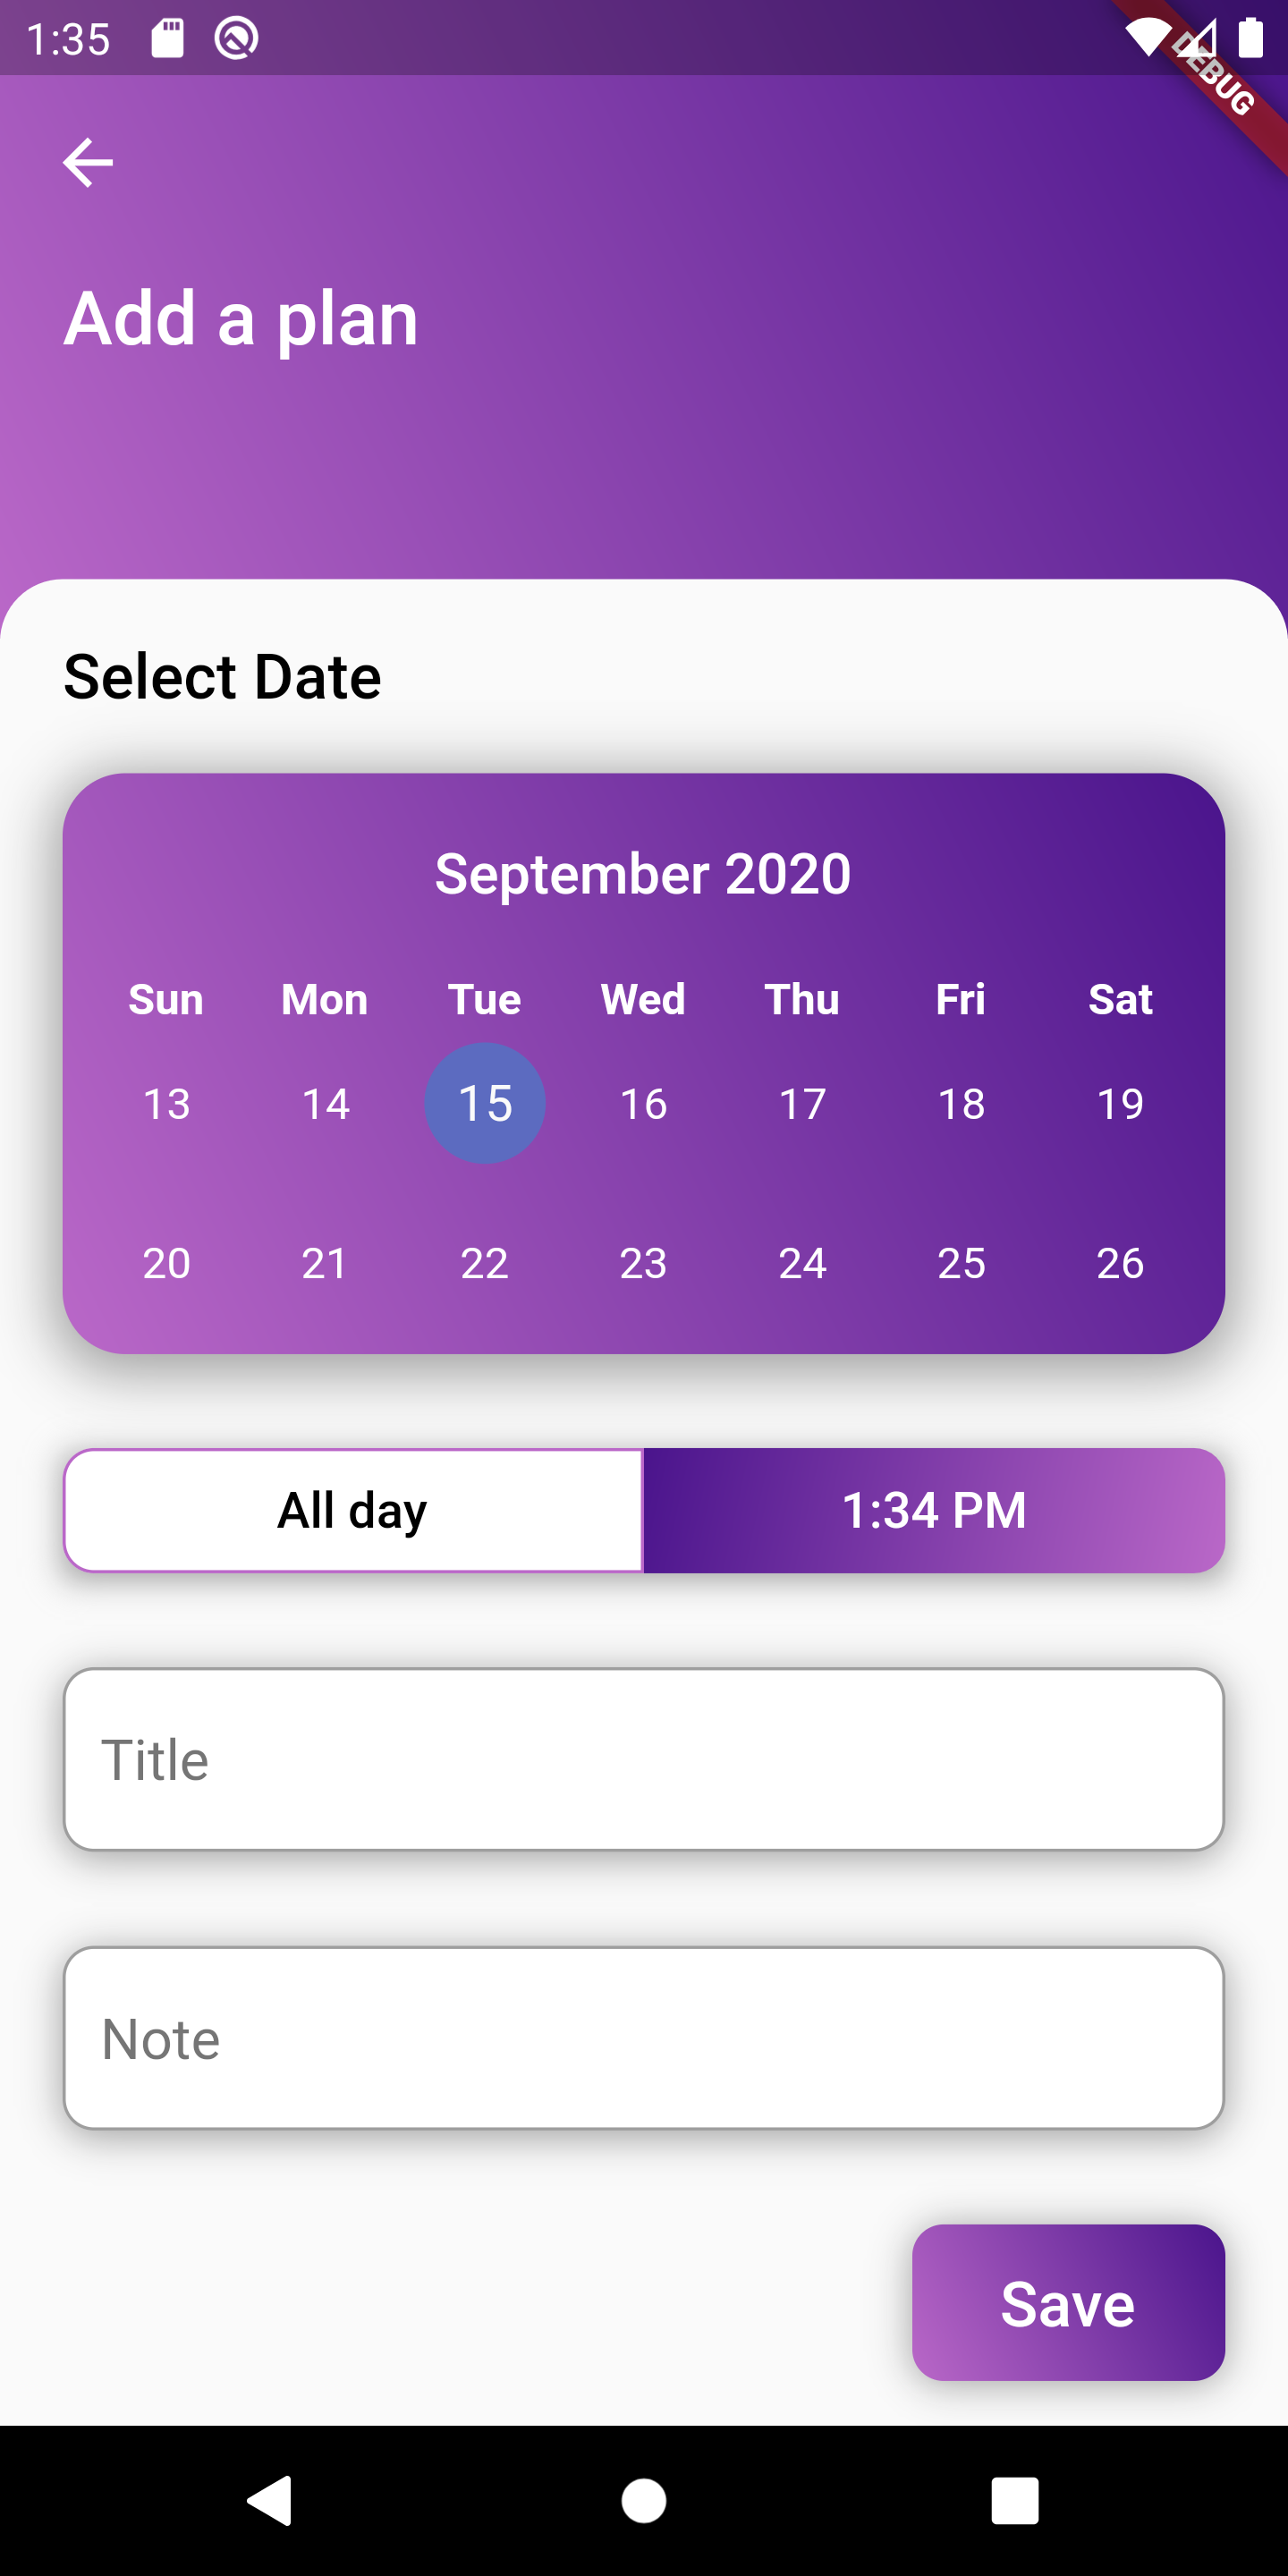 1:35
DEBUG
Add a plan
Select Date
September 2020
Sun Mon Tue Wed Thu Fri Sat
13 14 15 16 17 18 19
20 21 22 23 24 25 26
All day 1:34 PM
Title
Note
Save